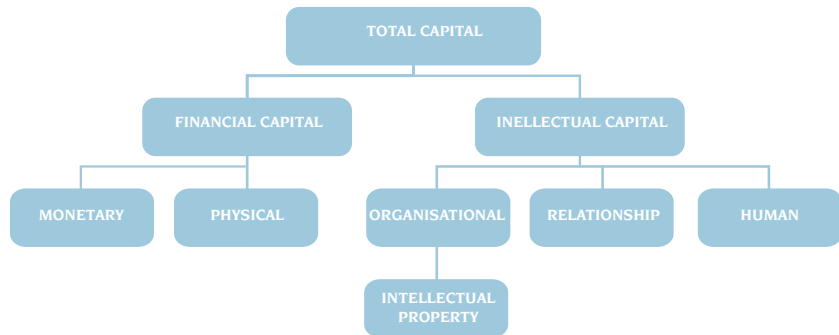 TOTAL CAPITAL
FINANCIAL CAPITAL
INELLECTUAL CAPITAL
MONETARY
PHYSICAL
ORGANISATIONAL
RELATIONSHIP
HUMAN
INTELLECTUAL
PROPERTY